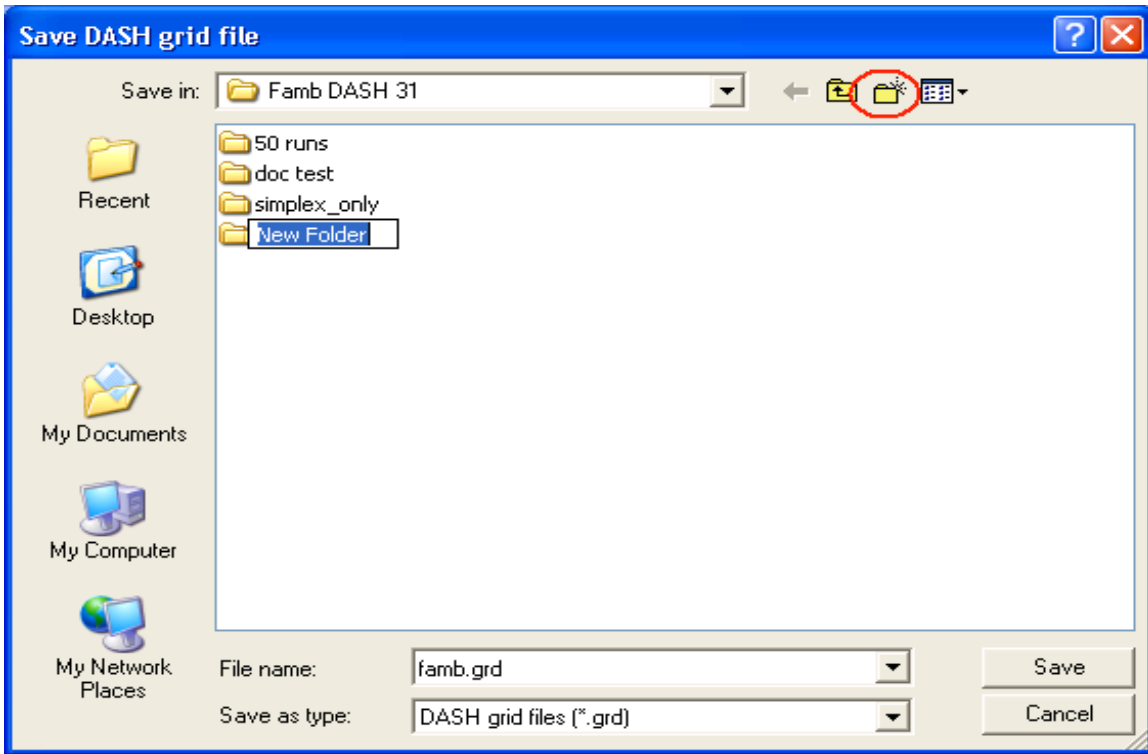 Save DASH grid file
Save in:
Famb DASH 31
50 runs
doc test
simplex_only
New Folder
Recent
Desktop
My Documents
My Computer
My Network
Places
File name:
famb.grd
Save
Save as type:
DASH grid files (*.grd)
Cancel